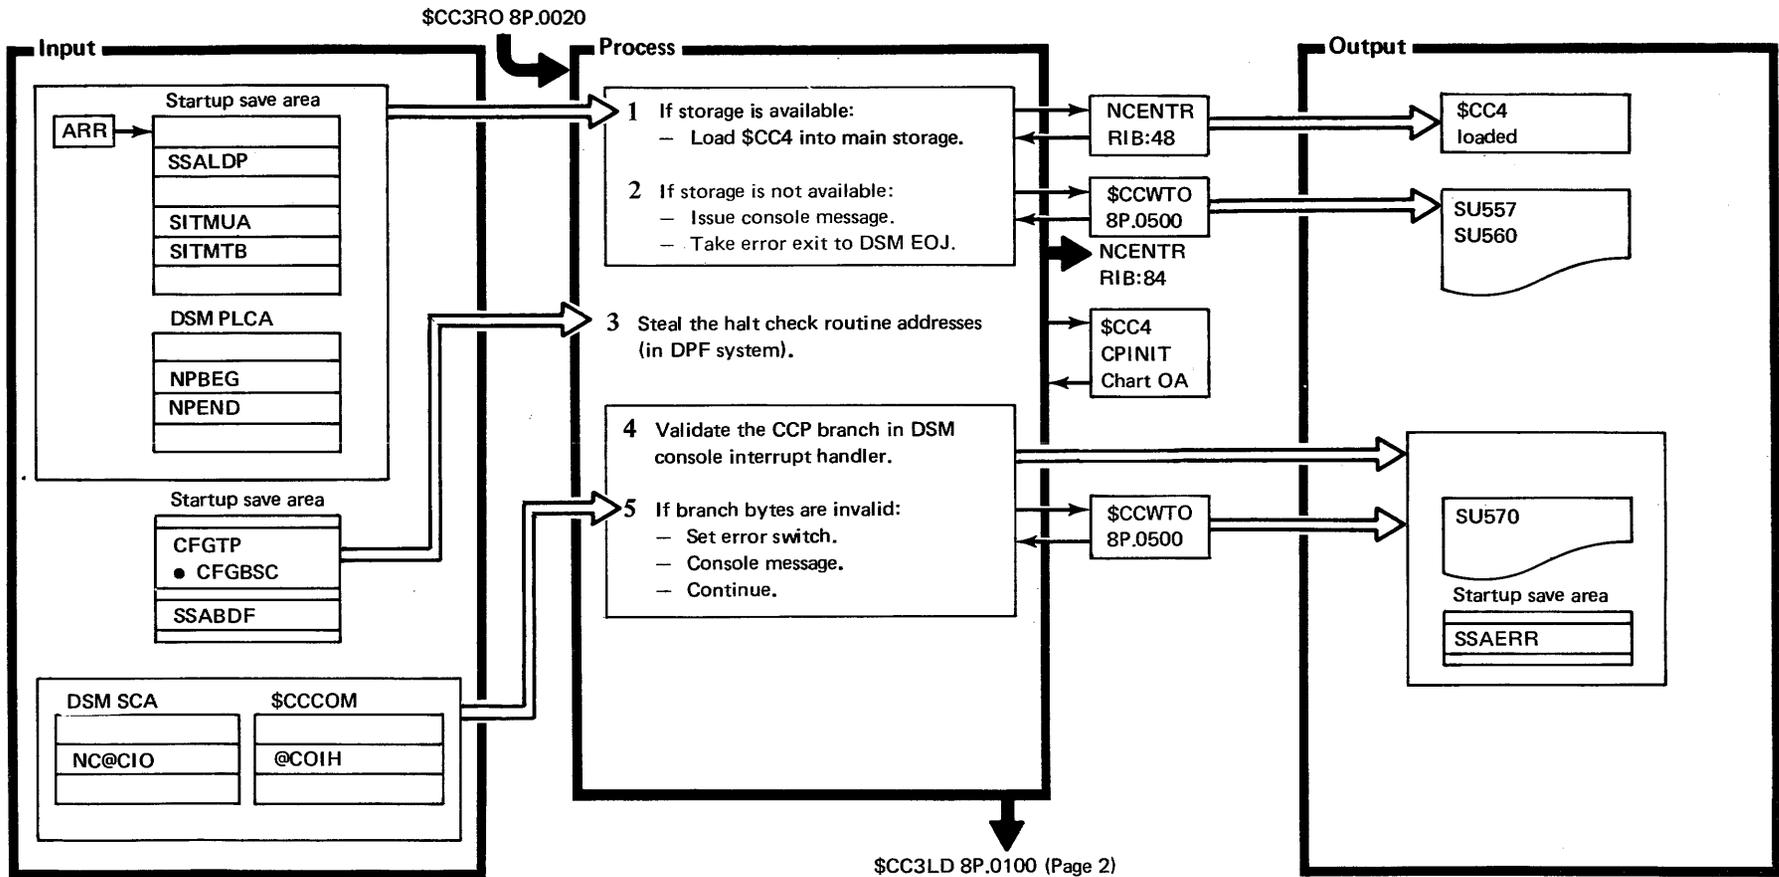 $CC3RO 8P.0020
Input
Startup save area
ARR
SSALDP
SITMUA
SITMTB
DSM PLCA
NPBEG
NPEND
Startup save area
CFGTP
● CFGBSC
SSABDF
DSM SCA
NC@CIO
$CCCOM
@COIH
Process
1 If storage is available:
– Load $CC4 into main storage.
2 If storage is not available:
– Issue console message.
– Take error exit to DSM EOJ.
3 Steal the halt check routine addresses
(in DPF system).
4 Validate the CCP branch in DSM
console interrupt handler.
5 If branch bytes are invalid:
– Set error switch.
– Console message.
– Continue.
NCENTR
RIB:48
$CCWTO
8P.0500
NCENTR
RIB:84
$CC4
CPINIT
Chart OA
$CCWTO
8P.0500
Output
$CC4
loaded
SU557
SU560
SU570
Startup save area
SSAERR
$CC3LD 8P.0100 (Page 2)